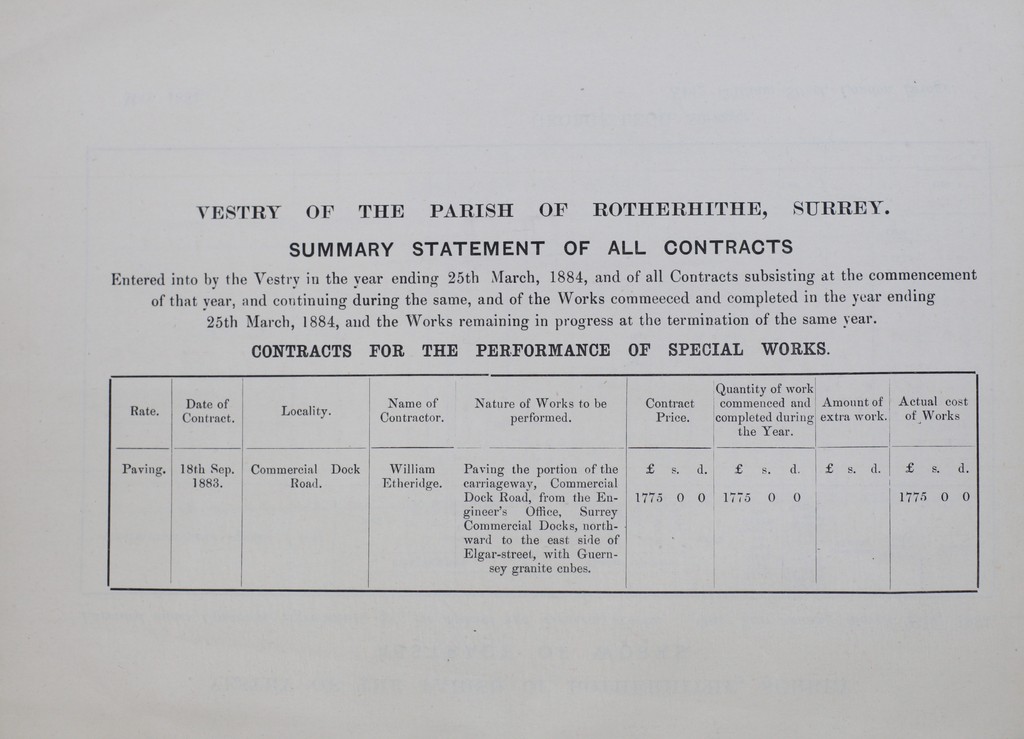 VESTRY OF THE PARISH OF ROTHERHITHE, SURREY.
SUMMARY STATEMENT OF ALL CONTRACTS
Entered into by the Vestry in the year ending 25th March, 1884, and of all Contracts subsisting at the commencement
of that year, and continuing during the same, and of the Works commeeced and completed in the year ending
25th March, 1884, and the Works remaining in progress at the termination of the same year.
CONTRACTS FOR THE PERFORMANCE OF SPECIAL WORKS.
Rate.
Date of
Contract.
Locality.
Name of
Contractor.
Nature of Works to be
performed.
Contract
Price.
Quantity of work
commenced and
completed during
the Year.
Amount of
extra work.
Actual cost
of Works
Paving.
18th Sep.
1883.
Commercial Dock
Road.
William
Etheridge.
Paving the portion of the
carriageway, Commercial
Dock Road, from the En-
gineer's Office, Surrey
Commercial Docks, north-
ward to the east side of
Elgar-street, with Guern-
sey granite cubes.
£ s. d.
1775 0 0
£ s. d.
1775 0 0
£ s. d.
£ s. d.
1775 0 0